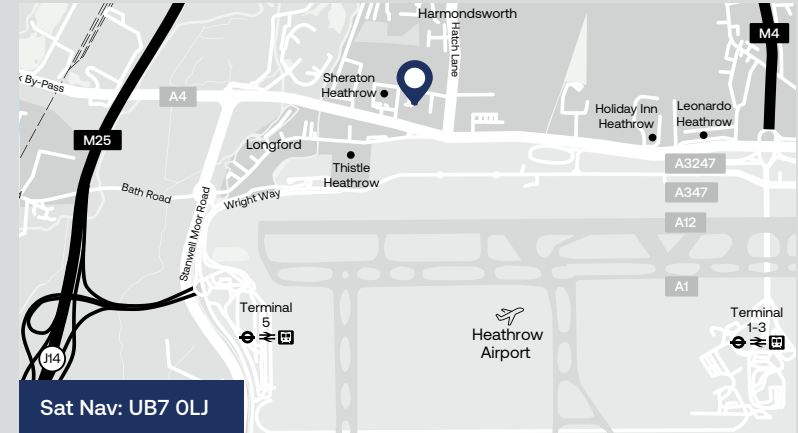 Harmondsworth
Hatch Lane
M4
k By-Pass
A4
Sheraton
Heathrow
Holiday Inn
Heathrow
Leonardo
Heathrow
M25
Longford
Thistle
Heathrow
A3247
Bath Road
Wright Way
A347
Stanwell Moor Road
A12
A1
Terminal
5
Heathrow
Airport
Terminal
1-3
J14
Sat Nav: UB7 0LJ